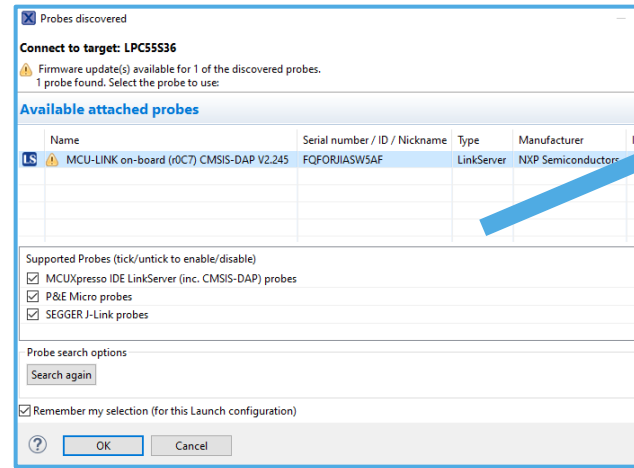 Probes discovered
Connect to target: LPC55S36
Firmware update(s) available for 1 of the discovered probes.
1 probe found. Select the probe to use:
Available attached probes
Name Serial number / ID / Nickname Type Manufacturer
LS MCU-LINK on-board (r0C7) CMSIS-DAP V2.245 FQFORJIASW5AF LinkServer NXP Semiconductors
Supported Probes (tick/untick to enable/disable)
MCUXpresso IDE LinkServer (inc. CMSIS-DAP) probes
P&E Micro probes
SEGGER J-Link probes
Probe search options
Search again
Remember my selection (for this Launch configuration)
? OK Cancel